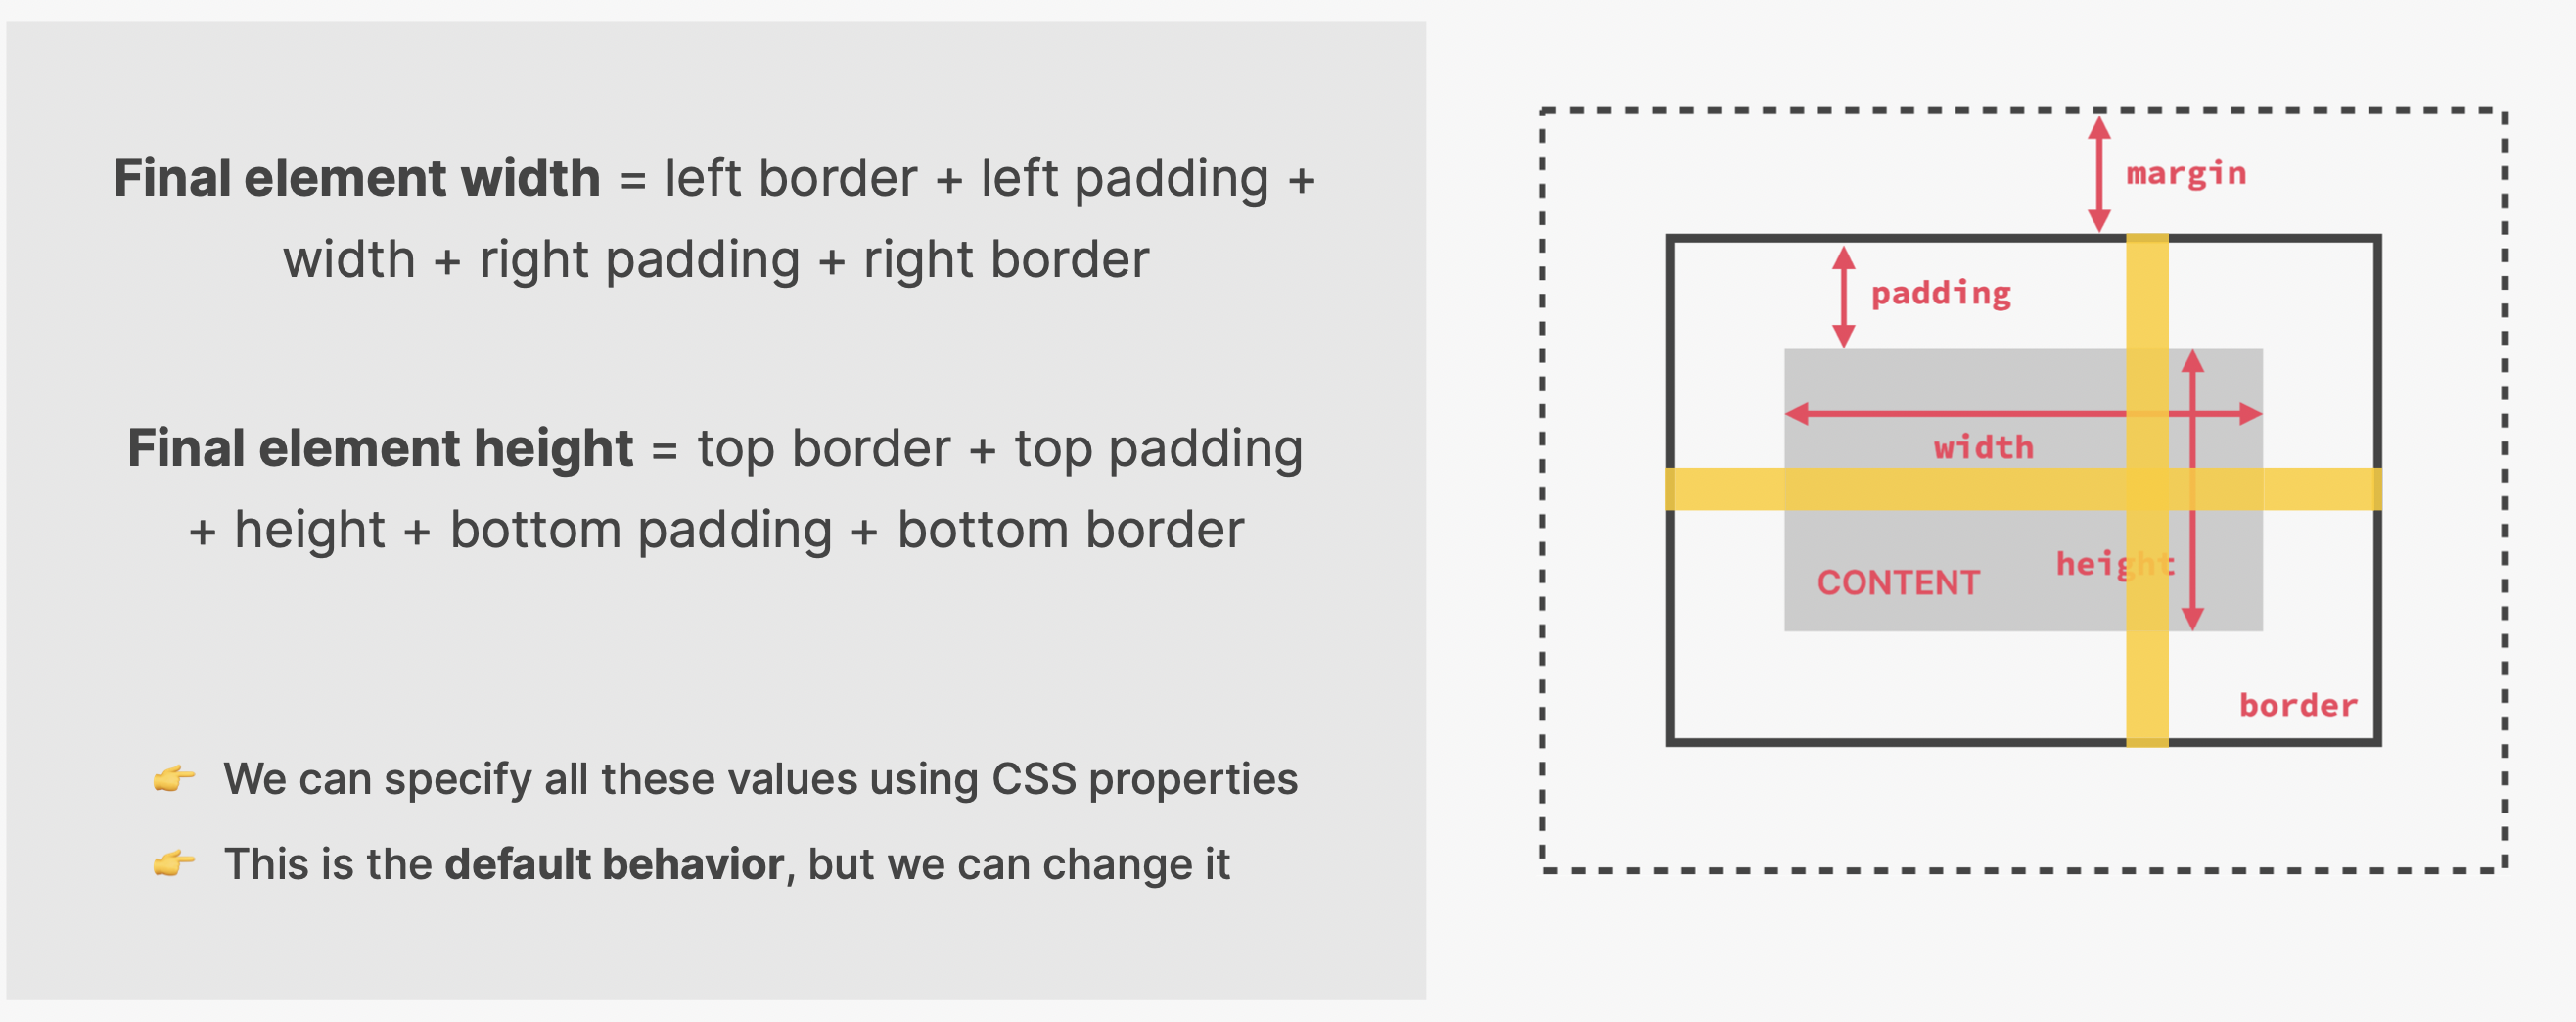 Final element width = left border + left padding +
width + right padding + right border
Final element height = top border + top padding
+ height + bottom padding + bottom border
👉 We can specify all these values using CSS properties
👉 This is the default behavior, but we can change it
margin
padding
width
height
CONTENT
border